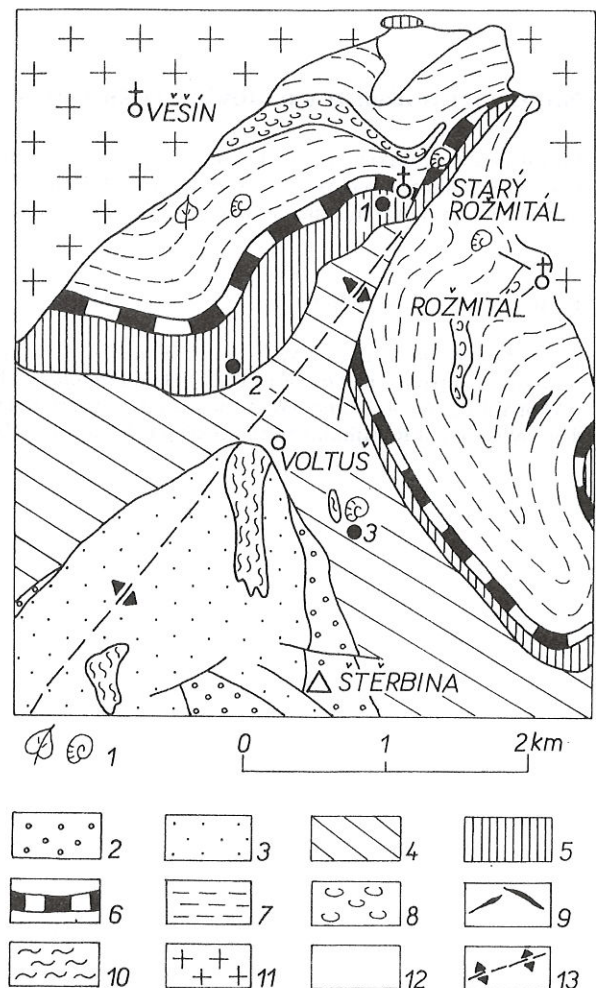 VĚŠÍN
STARÝ
ROŽMITÁL
1
ROŽMITÁL
2
VOLTUŠ
3
ŠTĚRBINA
1
0 1 2 km
2 3 4 5
6 7 8 9
10 11 12 13